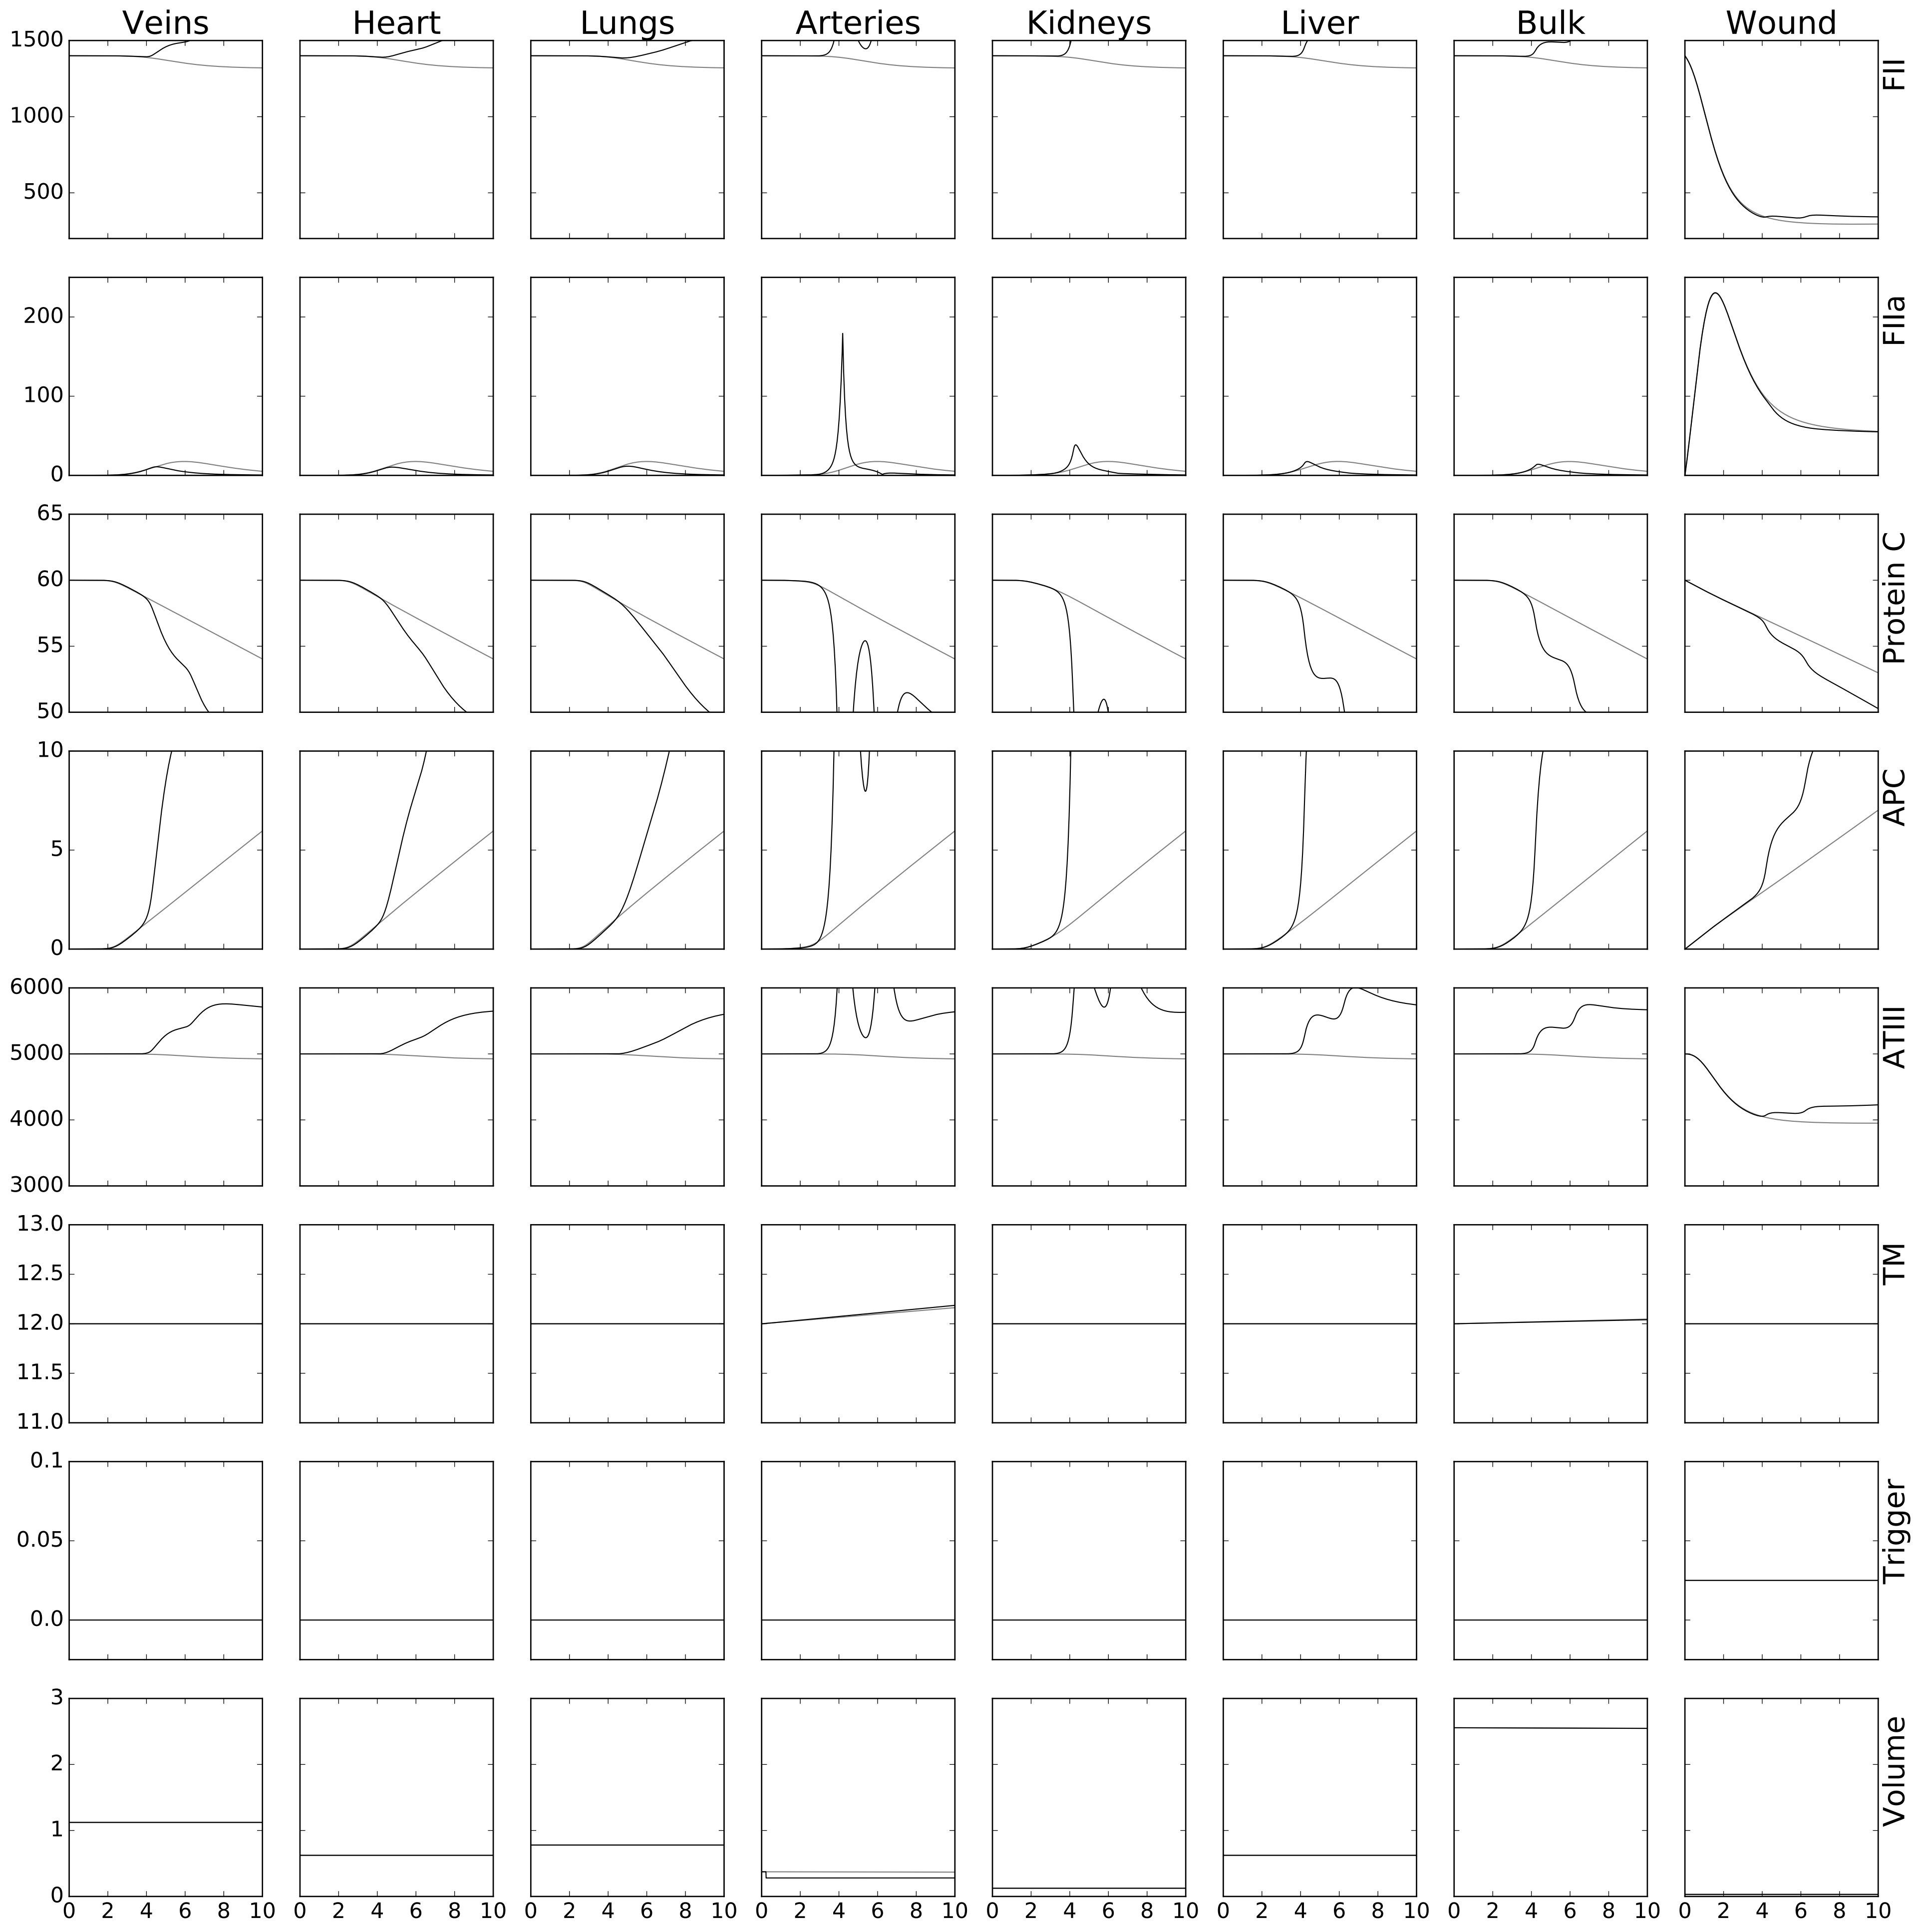 Veins Heart Lungs Arteries Kidneys Liver Bulk Wound
1500
1000
500
FII
200
100
0
FIIa
65
60
55
50
Protein C
10
5
0
APC
6000
5000
4000
3000
ATIII
13.0
12.5
12.0
11.5
11.0
TM
0.1
0.05
0.0
Trigger
3
2
1
0
Volume
0 2 4 6 8 10 0 2 4 6 8 10 0 2 4 6 8 10 0 2 4 6 8 10 0 2 4 6 8 10 0 2 4 6 8 10 0 2 4 6 8 10 0 2 4 6 8 10